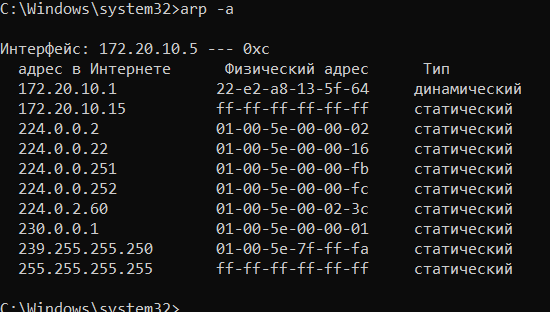 C:\Windows\system32>arp -a
Интерфейс: 172.20.10.5 --- 0xc
адрес в Интернете Физический адрес Тип
172.20.10.1 22-e2-a8-13-5f-64 динамический
172.20.10.15 ff-ff-ff-ff-ff-ff статический
224.0.0.2 01-00-5e-00-00-02 статический
224.0.0.22 01-00-5e-00-00-16 статический
224.0.0.251 01-00-5e-00-00-fb статический
224.0.0.252 01-00-5e-00-00-fc статический
224.0.2.60 01-00-5e-00-02-3c статический
230.0.0.1 01-00-5e-00-00-01 статический
239.255.255.250 01-00-5e-7f-ff-fa статический
255.255.255.255 ff-ff-ff-ff-ff-ff статический
C:\Windows\system32>